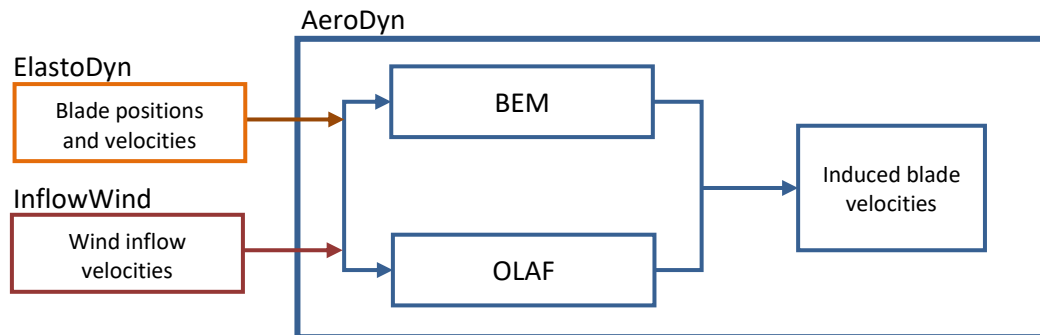 AeroDyn
ElastoDyn
Blade positions
and velocities
BEM
Induced blade
velocities
InflowWind
Wind inflow
velocities
OLAF